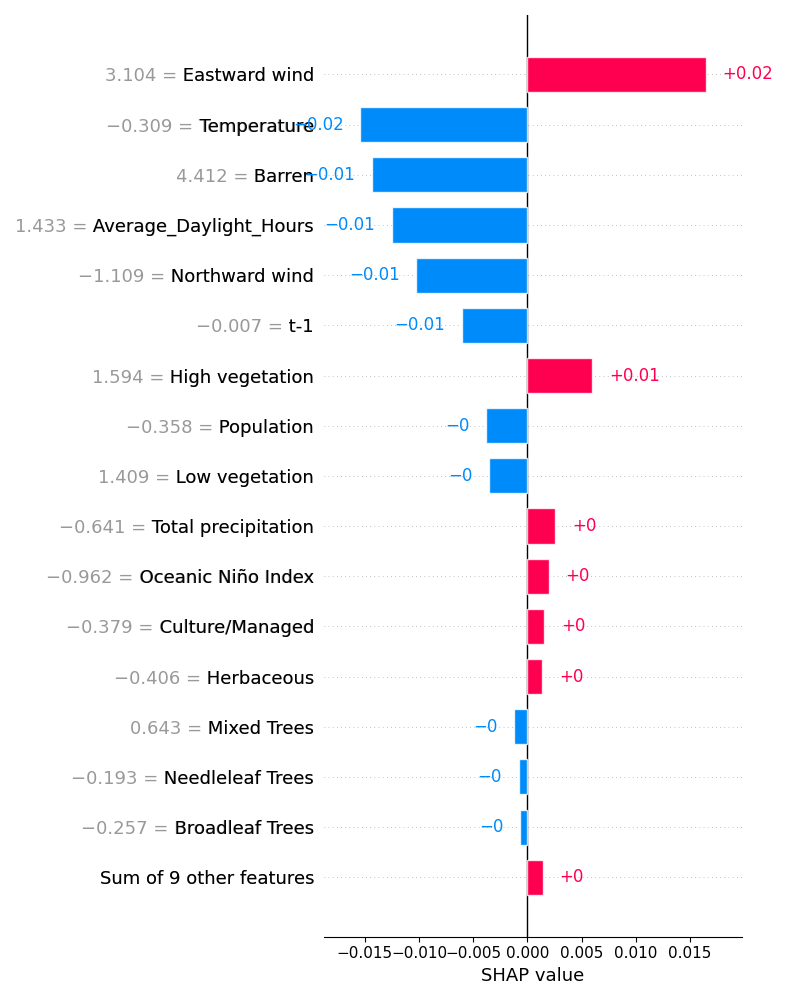 3.104 = Eastward wind +0.02
−0.309 = Temperature −0.02
4.412 = Barren −0.01
1.433 = Average_Daylight_Hours −0.01
−1.109 = Northward wind −0.01
−0.007 = t-1 −0.01
1.594 = High vegetation +0.01
−0.358 = Population −0
1.409 = Low vegetation −0
−0.641 = Total precipitation +0
−0.962 = Oceanic Niño Index +0
−0.379 = Culture/Managed +0
−0.406 = Herbaceous +0
0.643 = Mixed Trees −0
−0.193 = Needleleaf Trees −0
−0.257 = Broadleaf Trees −0
Sum of 9 other features +0
−0.015 −0.010 −0.005 0.000 0.005 0.010 0.015
SHAP value